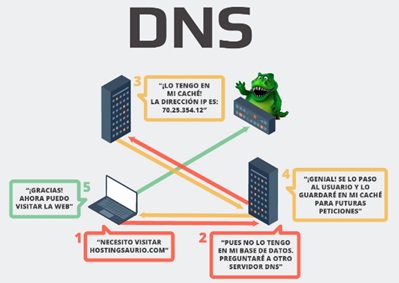 DNS
3
"¡LO TENGO EN
MI CACHÉ!
LA DIRECCIÓN IP ES:
70.25.354.12"
4
"¡GENIAL! SE LO PASO
AL USUARIO Y LO
GUARDARÉ EN MI CACHÉ
PARA FUTURAS
PETICIONES"
5
"¡GRACIAS!
AHORA PUEDO
VISITAR LA WEB"
1
"NECESITO VISITAR
HOSTINGSAURIO.COM"
2
"PUES NO LO TENGO
EN MI BASE DE DATOS.
PREGUNTARÉ A OTRO
SERVIDOR DNS"